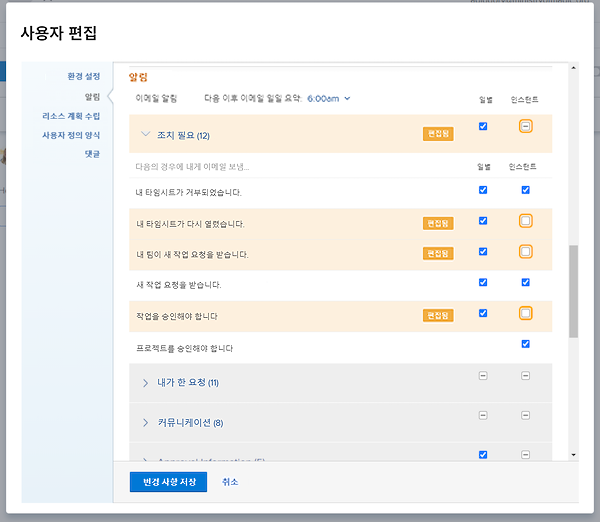 사용자 편집
환경 설정
알림
리소스 계획 수립
사용자 정의 양식
댓글
알림
이메일 알림 다음 이후 이메일 일일 요약: 6:00am 일별 인스턴트
조치 필요 (12) 편집됨
다음의 경우에 내게 이메일 보냄... 일별 인스턴트
내 타임시트가 거부되었습니다.
내 타임시트가 다시 열렸습니다. 편집됨
내 팀이 새 작업 요청을 받습니다. 편집됨
새 작업 요청을 받습니다.
작업을 승인해야 합니다 편집됨
프로젝트를 승인해야 합니다
내가 한 요청 (11)
커뮤니케이션 (8)
Approval Information (5)
변경 사항 저장 취소